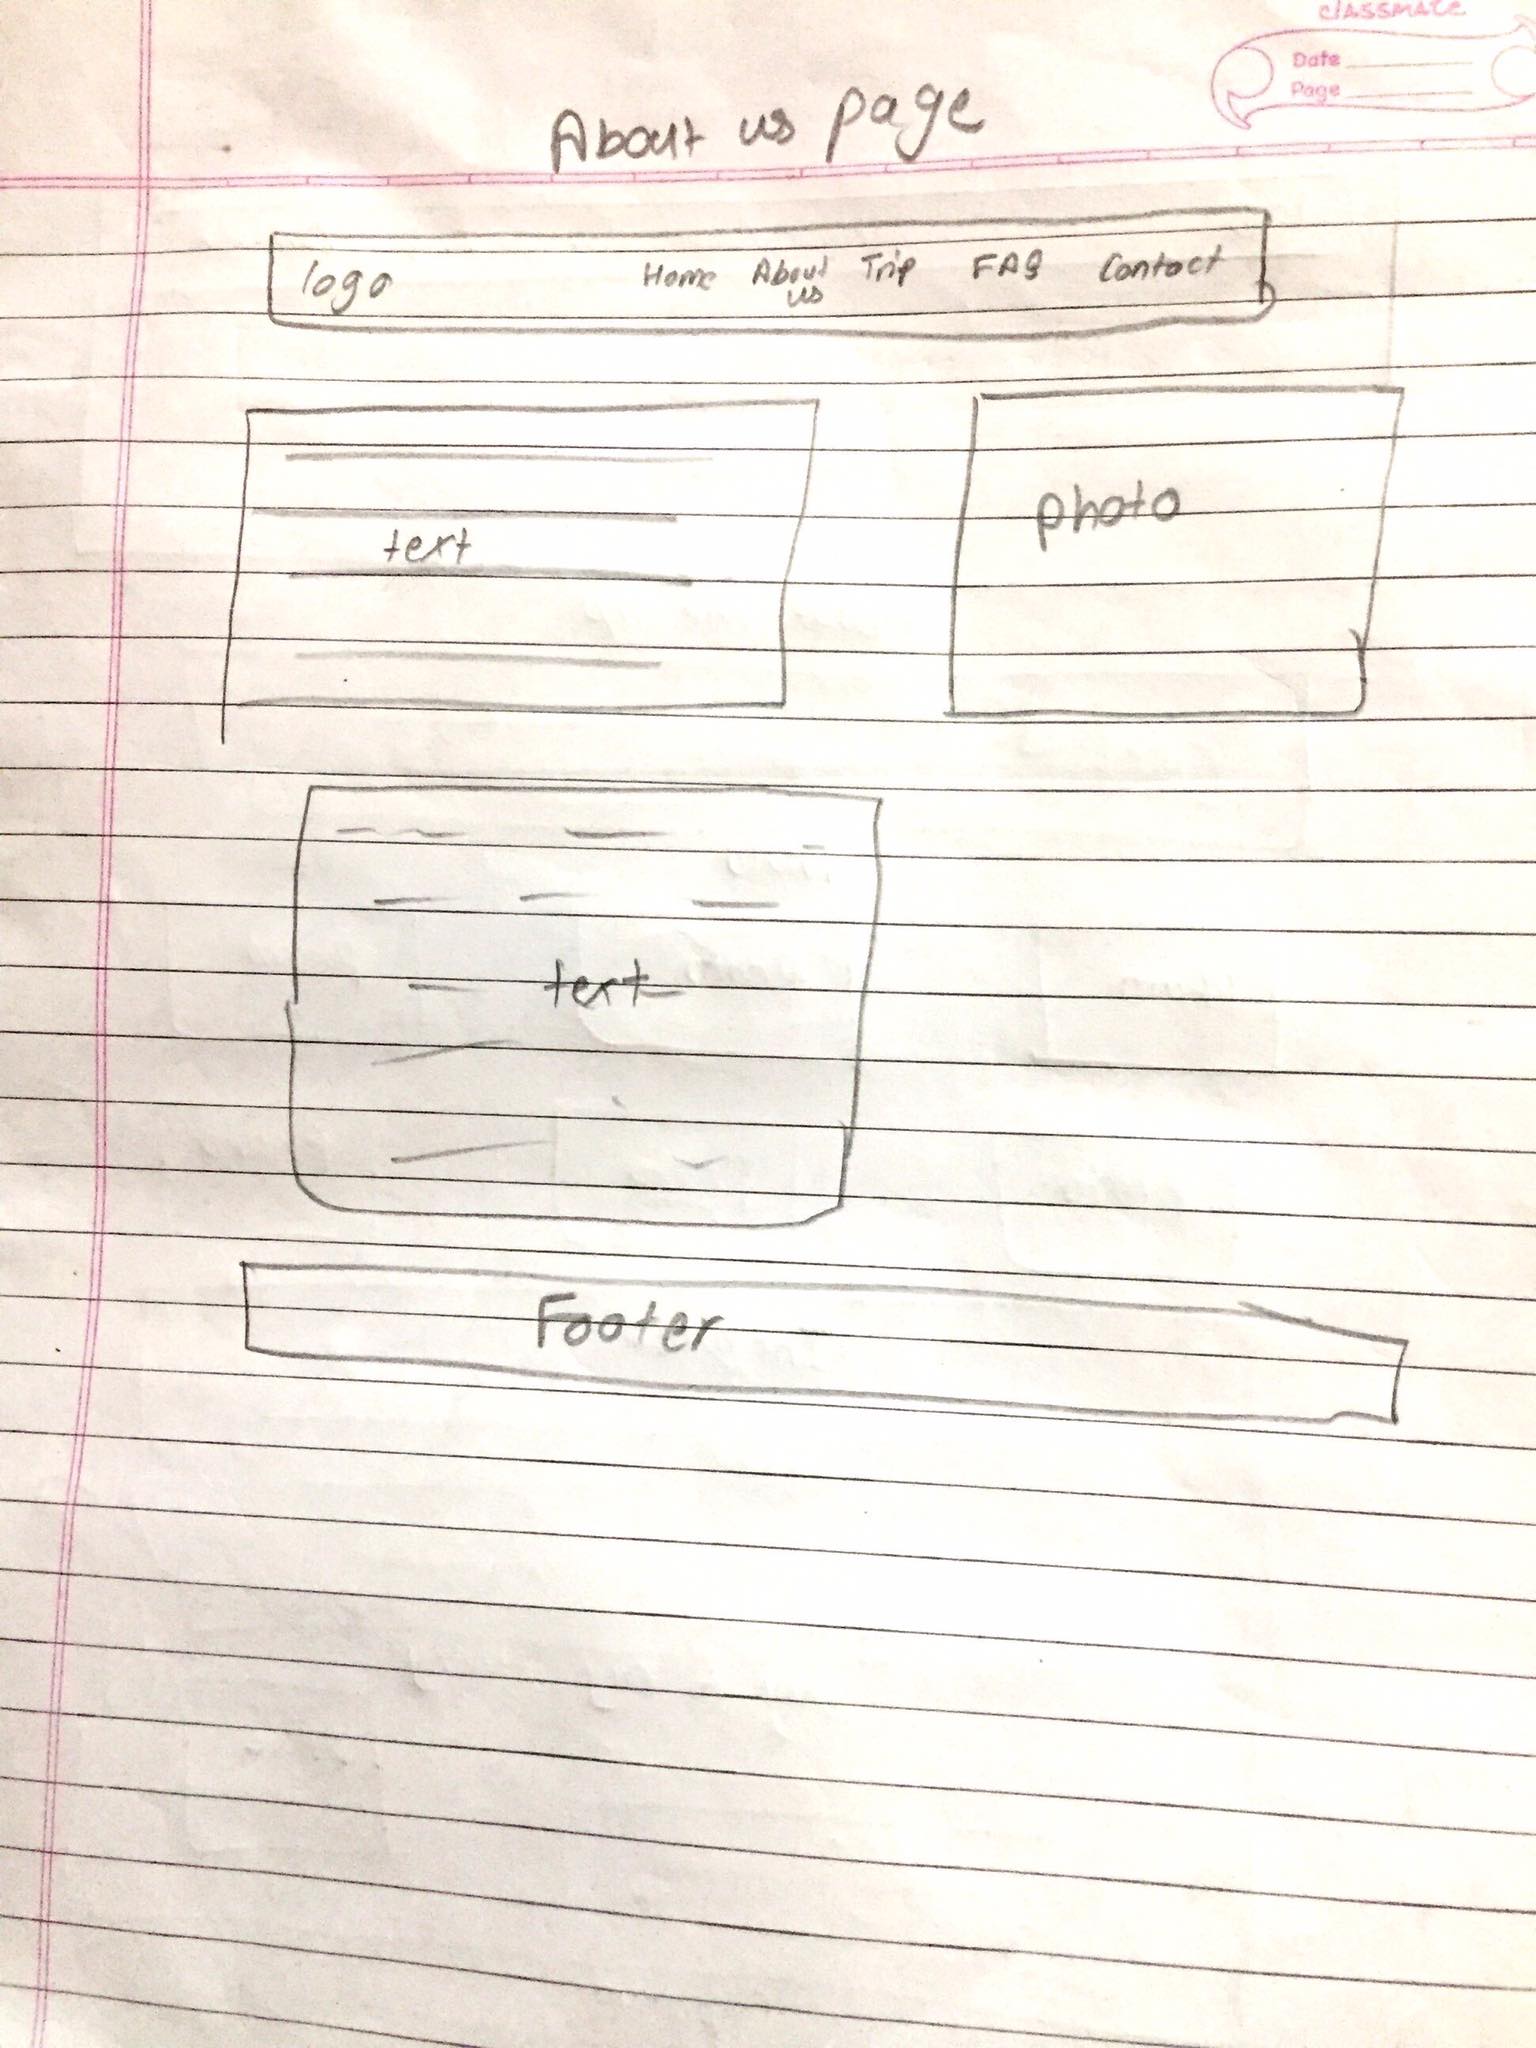 classmate
Date
Page
About us page
logo Home About us Trip FAQ Contact
text
photo
text
Footer